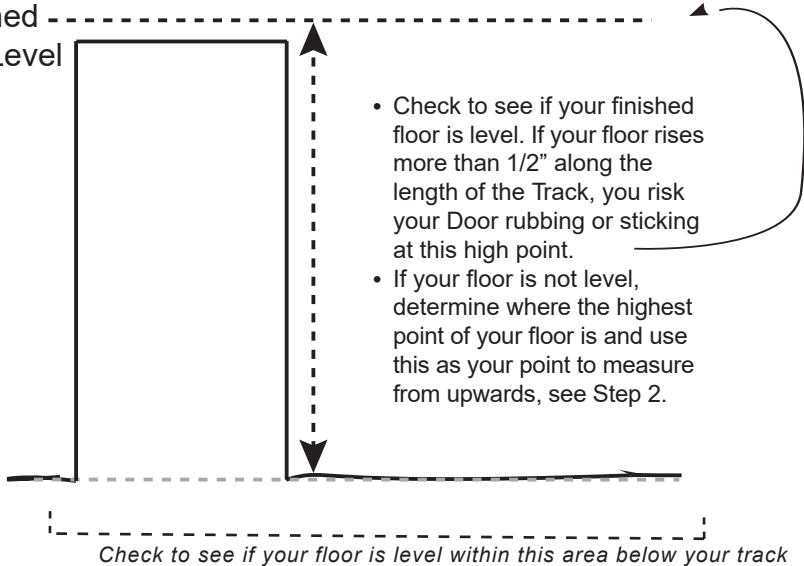 Level
• Check to see if your finished
floor is level. If your floor rises
more than 1/2” along the
length of the Track, you risk
your Door rubbing or sticking
at this high point.
• If your floor is not level,
determine where the highest
point of your floor is and use
this as your point to measure
from upwards, see Step 2.
Check to see if your floor is level within this area below your track